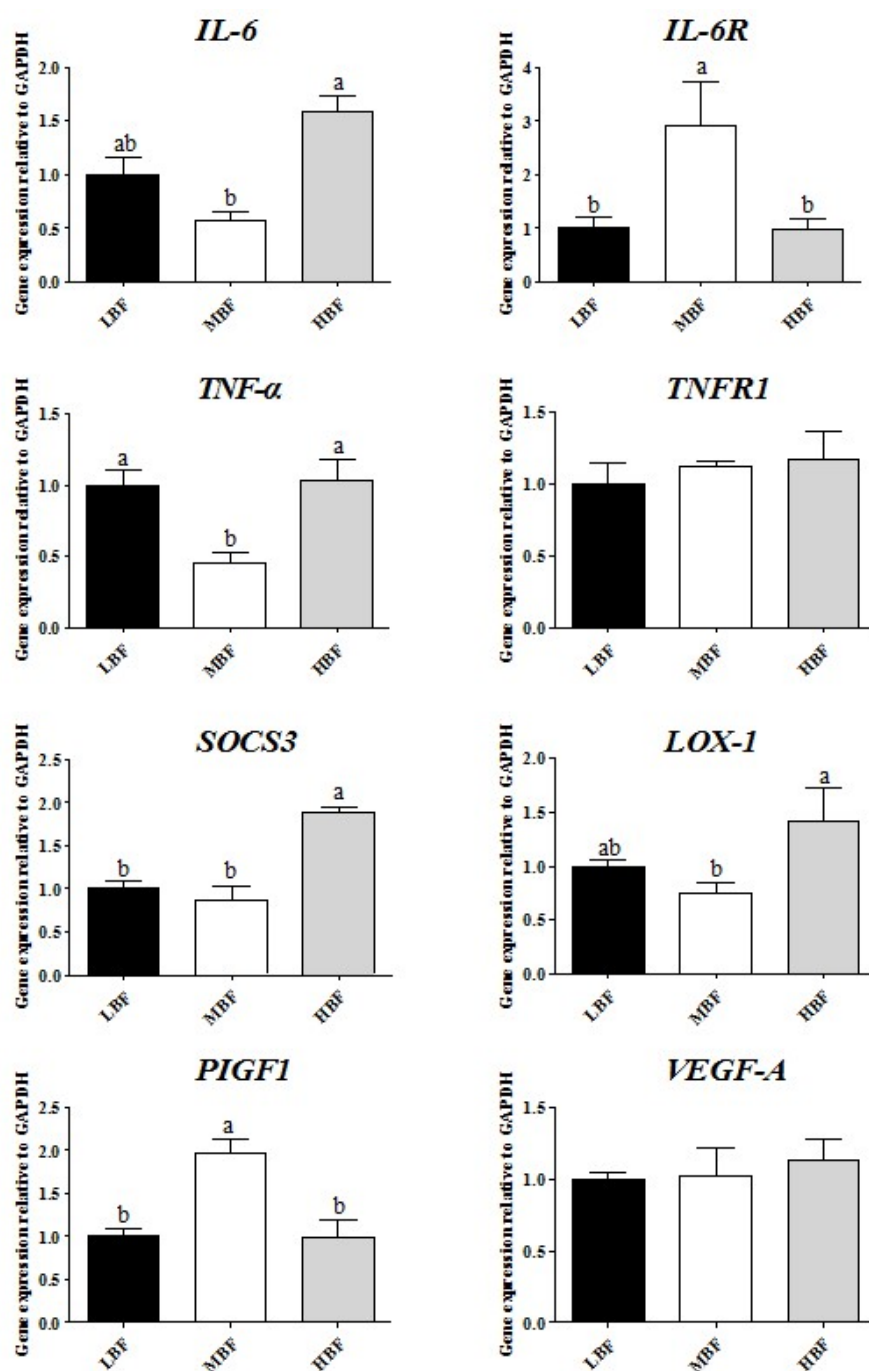 IL-6
Gene expression relative to GAPDH
2.0
1.5
1.0
0.5
0.0
ab
b
a
LBF
MBF
HBF
IL-6R
Gene expression relative to GAPDH
4
3
2
1
0
b
a
b
LBF
MBF
HBF
TNF-α
Gene expression relative to GAPDH
1.5
1.0
0.5
0.0
a
b
a
LBF
MBF
HBF
TNFR1
Gene expression relative to GAPDH
1.5
1.0
0.5
0.0
LBF
MBF
HBF
SOCS3
Gene expression relative to GAPDH
2.5
2.0
1.5
1.0
0.5
0.0
b
b
a
LBF
MBF
HBF
LOX-1
Gene expression relative to GAPDH
2.0
1.5
1.0
0.5
0.0
ab
b
a
LBF
MBF
HBF
PIGF1
Gene expression relative to GAPDH
2.5
2.0
1.5
1.0
0.5
0.0
b
a
b
LBF
MBF
HBF
VEGF-A
Gene expression relative to GAPDH
1.5
1.0
0.5
0.0
LBF
MBF
HBF